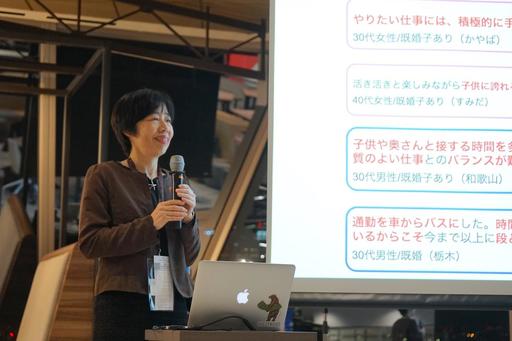 やりたい仕事には、積極的に手
30代女性/既婚子あり（かやば）
活き活きと楽しみながら子供に誇れる
40代女性/既婚子あり（すみだ）
子供や奥さんと接する時間を多
質のよい仕事とのバランスが難
30代男性/既婚子あり（和歌山）
通勤を車からバスにした。時間
いるからこそ今まで以上に段と
30代男性/既婚（栃木）